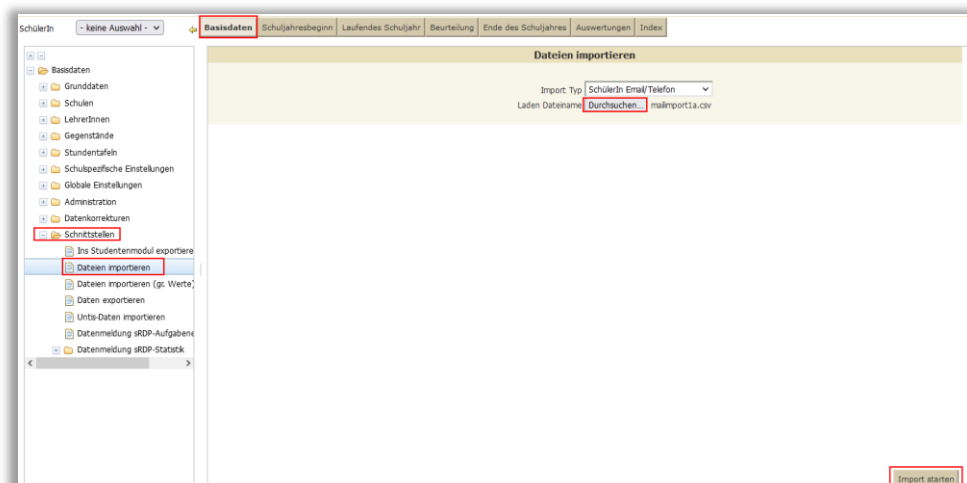 SchülerIn - keine Auswahl - Basisdaten Schuljahresbeginn Laufendes Schuljahr Beurteilung Ende des Schuljahres Auswertungen Index
Dateien importieren
Import Typ SchülerIn Email/Telefon
Laden Dateiname Durchsuchen... mailimport1a.csv
Basisdaten
Grunddaten
Schulen
LehrerInnen
Gegenstände
Stundentafeln
Schulspezifische Einstellungen
Globale Einstellungen
Administration
Datenkorrekturen
Schnittstellen
Ins Studentenmodul exportiere
Dateien importieren
Dateien importieren (gr. Werte)
Daten exportieren
Untis-Daten importieren
Datenmeldung sRDP-Aufgabene
Datenmeldung sRDP-Statistik
Import starten